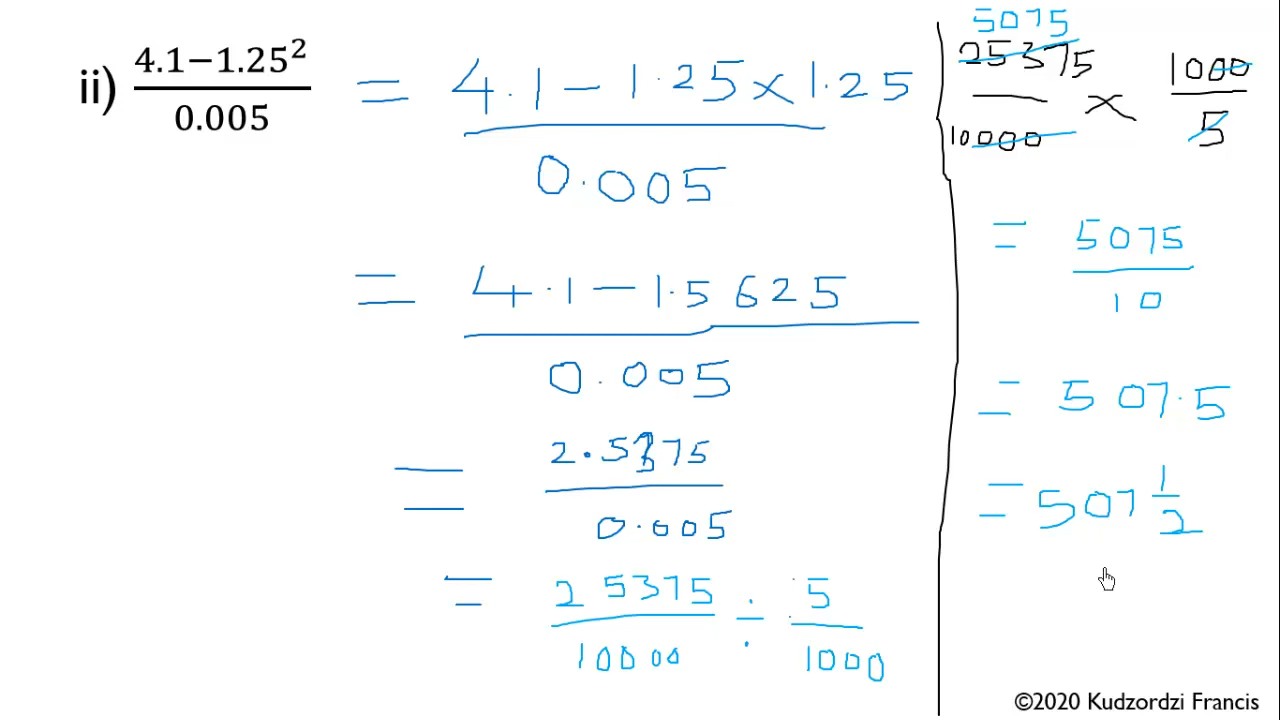 ii) (4.1−1.25²)/0.005 = (4.1 − 1.25 × 1.25)/0.005
= (4.1 − 1.5625)/0.005
= 2.5375/0.005
= 25375/10000 ÷ 5/1000
5075
25375/10000 × 1000/5
= 5075/10
= 507.5
= 507 1/2
©2020 Kudzordzi Francis